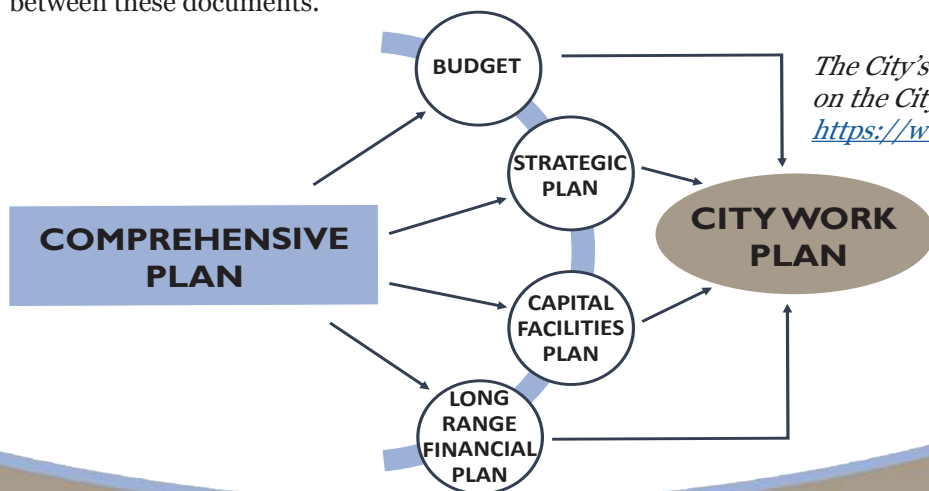 between these documents.
BUDGET
The City's
on the City
https://w
STRATEGIC
PLAN
COMPREHENSIVE
PLAN
CITY WORK
PLAN
CAPITAL
FACILITIES
PLAN
LONG
RANGE
FINANCIAL
PLAN